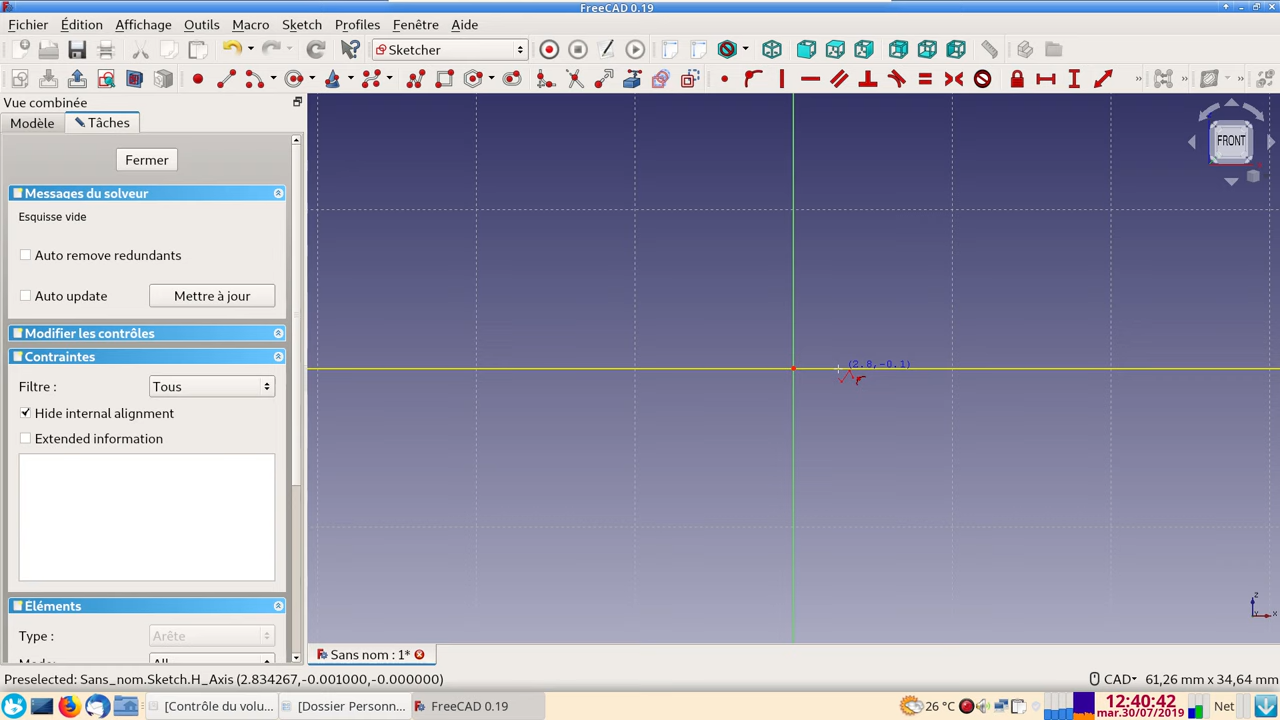 FreeCAD 0.19
Fichier Édition Affichage Outils Macro Sketch Profiles Fenêtre Aide
Sketcher
Vue combinée
Modèle Tâches
Fermer
Messages du solveur
Esquisse vide
Auto remove redundants
Auto update Mettre à jour
Modifier les contrôles
Contraintes
Filtre : Tous
Hide internal alignment
Extended information
Éléments
Type : Arête
(2.8,-0.1)
FRONT
z
x
Sans nom : 1*
Preselected: Sans_nom.Sketch.H_Axis (2.834267,-0.001000,-0.000000)
CAD 61,26 mm x 34,64 mm
[Contrôle du volu... [Dossier Personn... FreeCAD 0.19
26 °C
12:40:42
mar.30/07/2019
Net